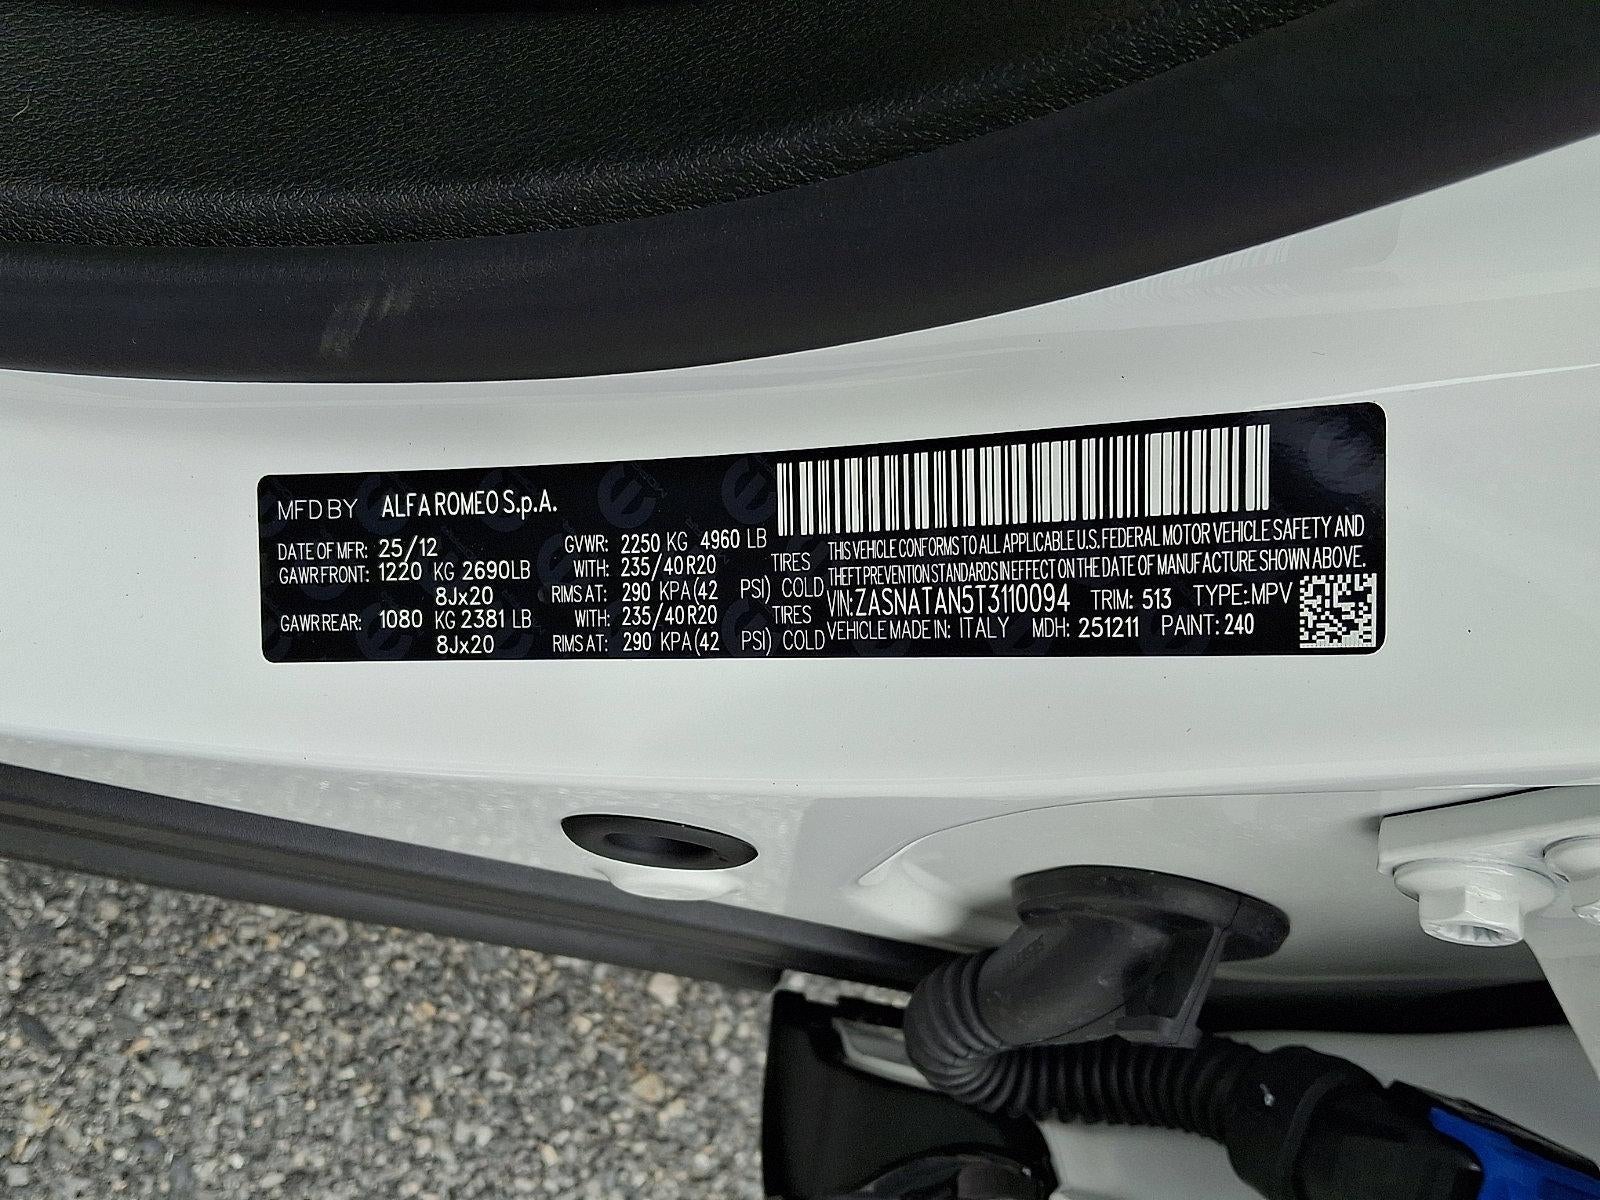 MFD BY ALFA ROMEO S.p.A.
DATE OF MFR: 25/12 GVWR: 2250 KG 4960 LB
GAWR FRONT: 1220 KG 2690LB WITH: 235/40 R20 TIRES
8Jx20 RIMS AT: 290 KPA (42 PSI) COLD
GAWR REAR: 1080 KG 2381 LB WITH: 235/40 R20 TIRES
8Jx20 RIMS AT: 290 KPA (42 PSI) COLD
THIS VEHICLE CONFORMS TO ALL APPLICABLE U.S. FEDERAL MOTOR VEHICLE SAFETY AND
THEFT PREVENTION STANDARDS IN EFFECT ON THE DATE OF MANUFACTURE SHOWN ABOVE.
VIN: ZASNATAN5T3110094 TRIM: 513 TYPE: MPV
VEHICLE MADE IN: ITALY MDH: 251211 PAINT: 240